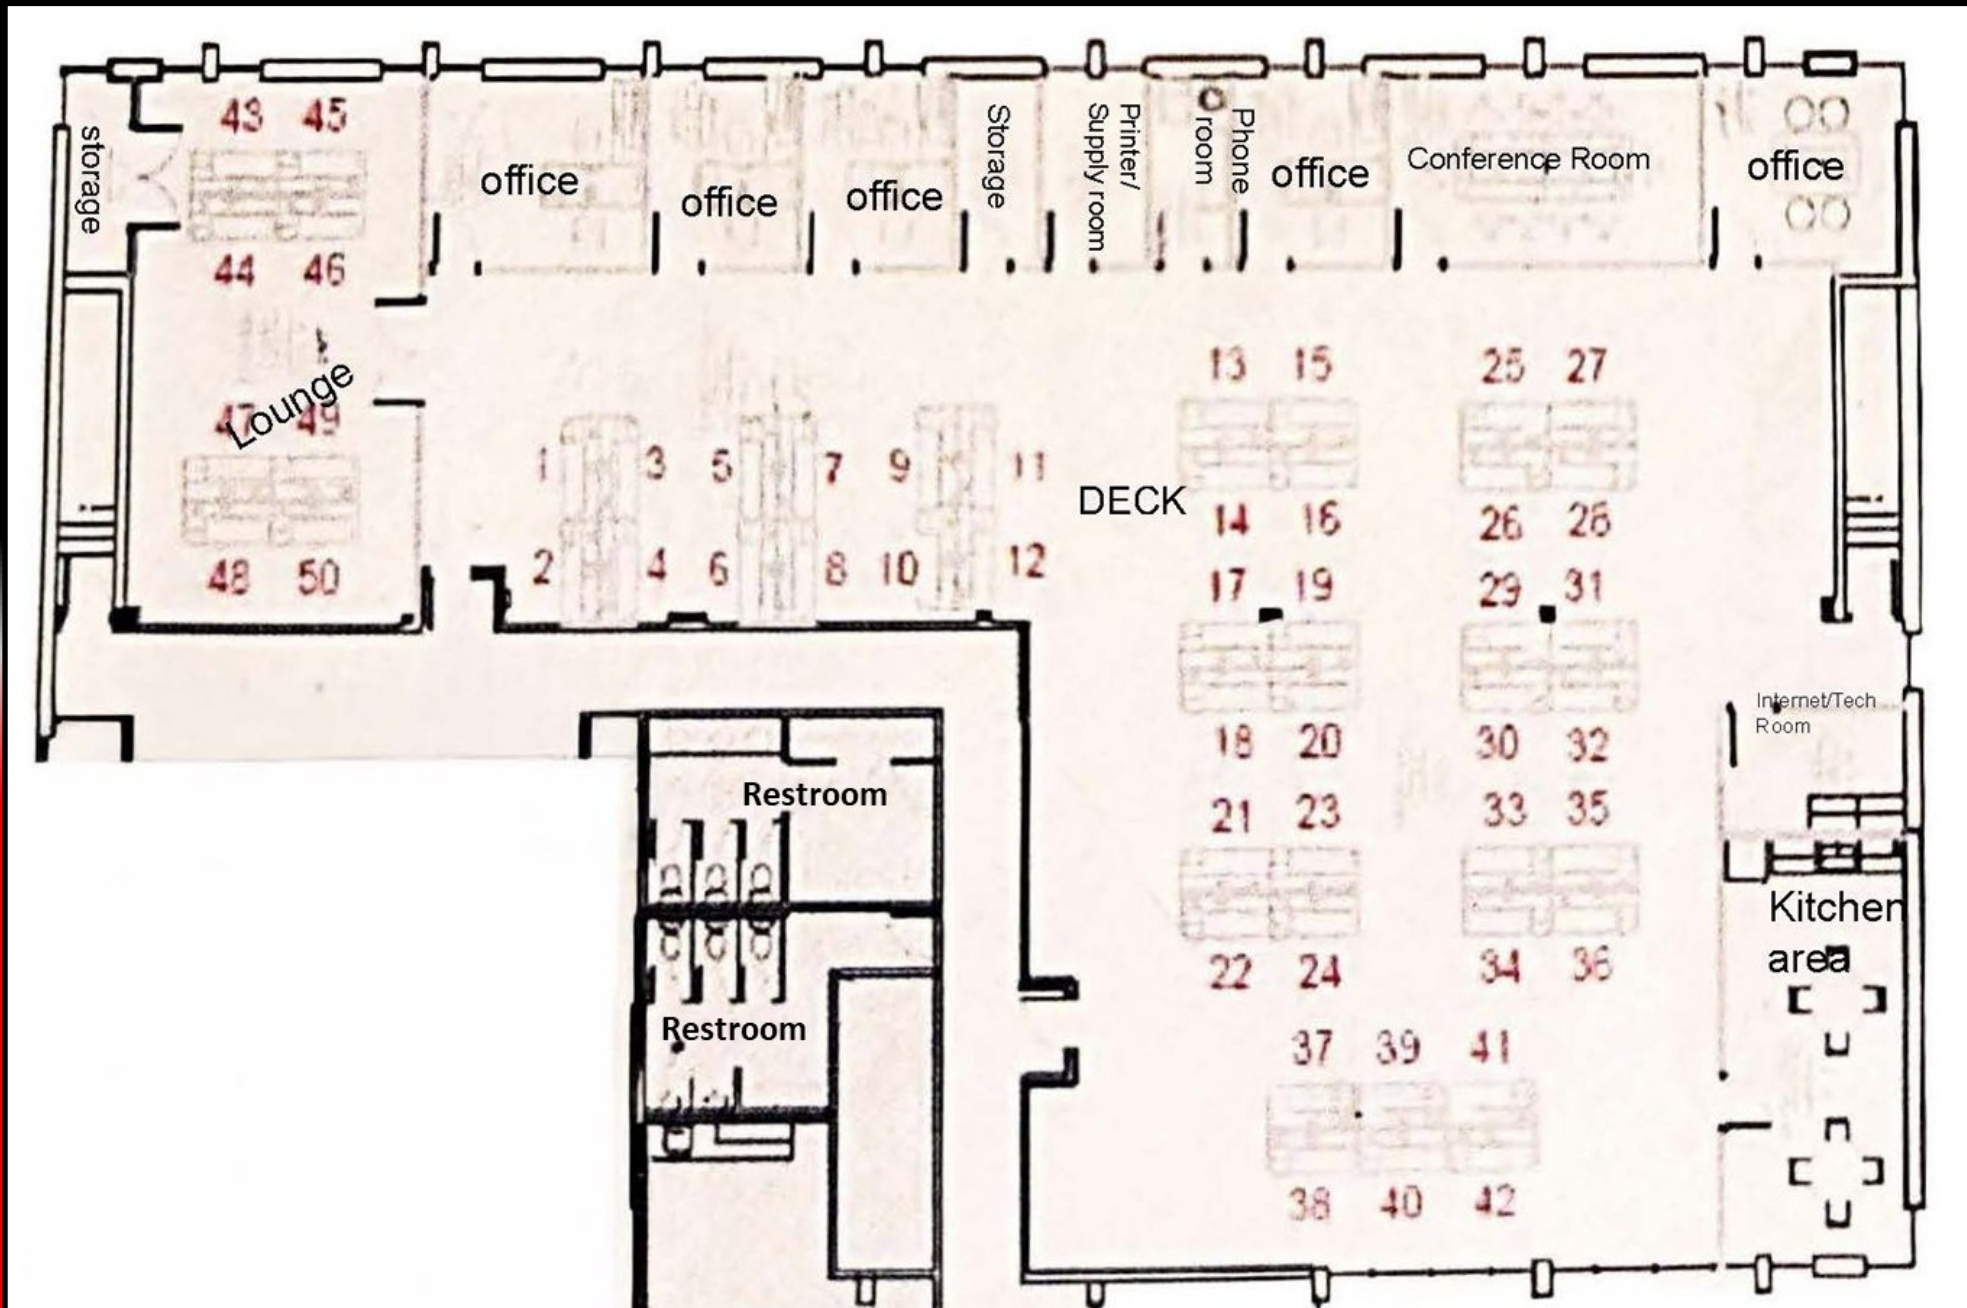 43 45
storage
44 46
Lounge
47 49
48 50
office
office
office
Storage
Printer/
Supply room
Phone
room
office
Conference Room
office
1 3 5 7 9 11
2 4 6 8 10 12
DECK
13 15 25 27
14 16 26 28
17 19 29 31
18 20 30 32
21 23 33 35
22 24 34 36
37 39 41
38 40 42
Internet/Tech
Room
Kitchen
area
Restroom
Restroom